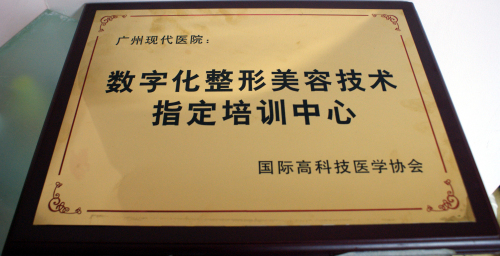 广州现代医院：
数字化整形美容技术
指定培训中心
国际高科技医学协会